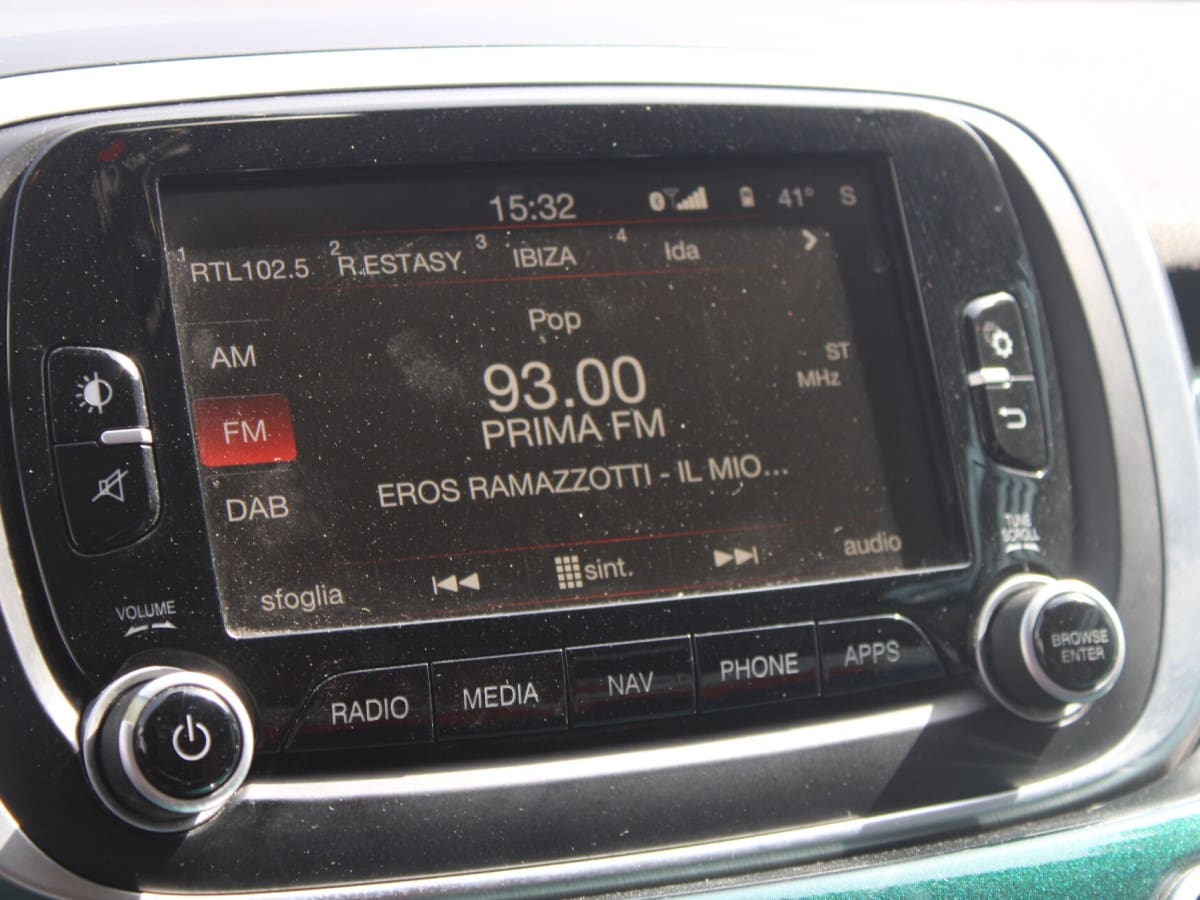 15:32 41° S
1 RTL102.5 2 R.ESTASY 3 IBIZA 4 Ida
Pop
AM
ST
93.00
MHz
FM
PRIMA FM
EROS RAMAZZOTTI - IL MIO...
DAB
sfoglia
sint.
audio
TUNE
SCROLL
VOLUME
RADIO MEDIA NAV PHONE APPS
BROWSE
ENTER